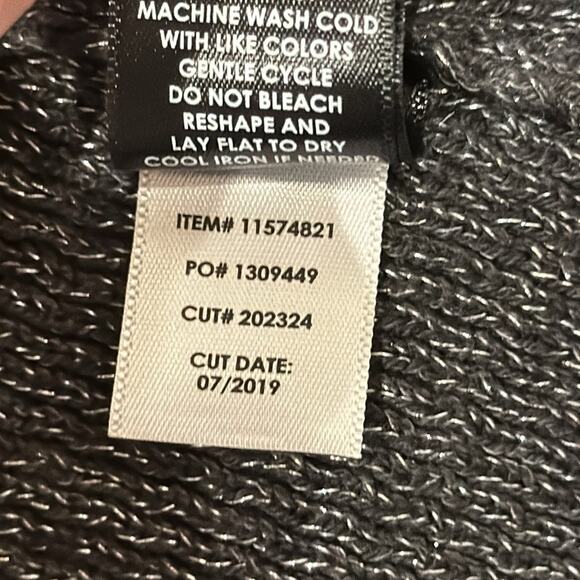 MACHINE WASH COLD
WITH LIKE COLORS
GENTLE CYCLE
DO NOT BLEACH
RESHAPE AND
LAY FLAT TO DRY
COOL IRON IF NEEDED
ITEM# 11574821
PO# 1309449
CUT# 202324
CUT DATE:
07/2019